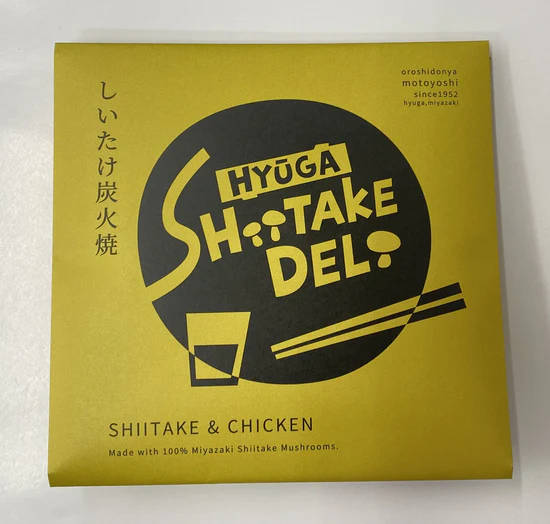 しいたけ炭火焼
oroshidonya
motoyoshi
since1952
hyuga,miyazaki
HYŪGA
SHIITAKE
DELI
SHIITAKE & CHICKEN
Made with 100% Miyazaki Shiitake Mushrooms.